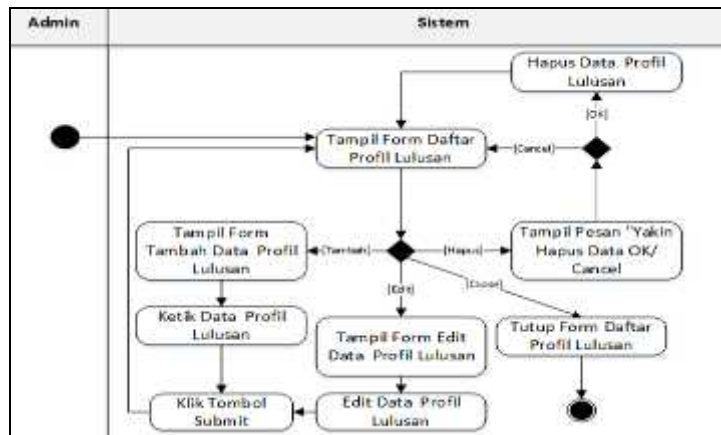 Admin
Sistem
Hapus Data Profil
Lulusan
[OK]
Tampil Form Daftar
Profil Lulusan
[Cancel]
Tampil Form
Tambah Data Profil
Lulusan
[Tambah]
[Hapus]
Tampil Pesan "Yakin
Hapus Data OK/
Cancel
[Edit]
Ketik Data Profil
Lulusan
Tampil Form Edit
Data Profil Lulusan
Tutup Form Daftar
Profil Lulusan
Klik Tombol
Submit
Edit Data Profil
Lulusan